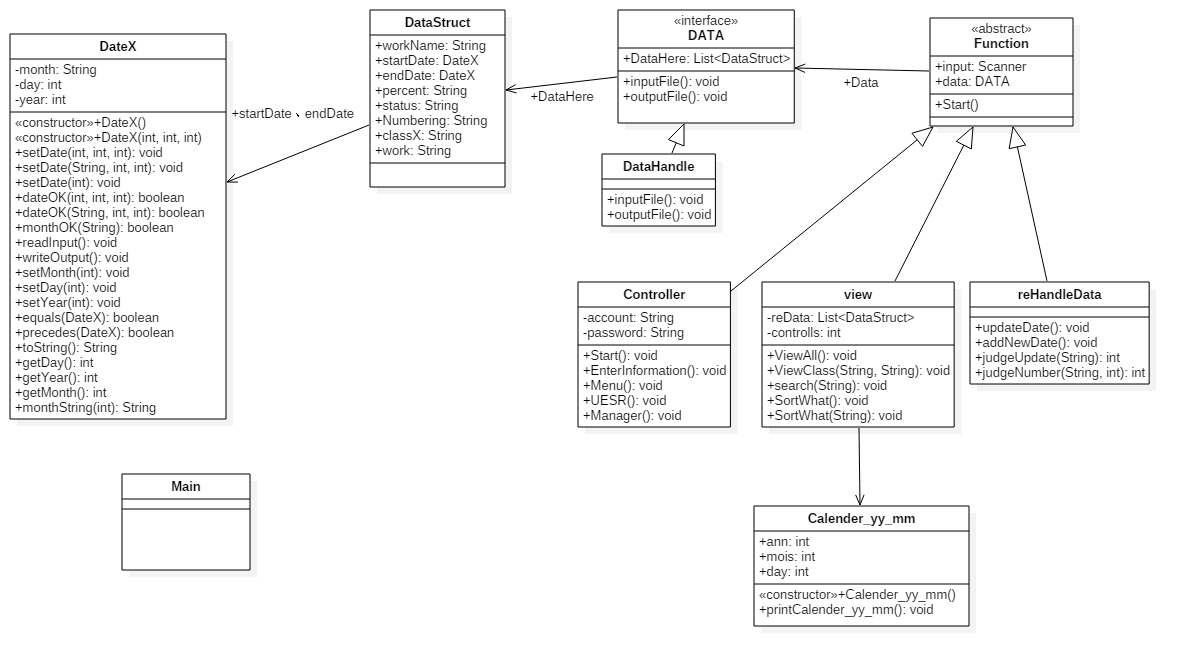 DateX
-month: String
-day: int
-year: int
«constructor»+DateX()
«constructor»+DateX(int, int, int)
+setDate(int, int, int): void
+setDate(String, int, int): void
+setDate(int): void
+dateOK(int, int, int): boolean
+dateOK(String, int, int): boolean
+monthOK(String): boolean
+readInput(): void
+writeOutput(): void
+setMonth(int): void
+setDay(int): void
+setYear(int): void
+equals(DateX): boolean
+precedes(DateX): boolean
+toString(): String
+getDay(): int
+getYear(): int
+getMonth(): int
+monthString(int): String
+startDate、endDate
DataStruct
+workName: String
+startDate: DateX
+endDate: DateX
+percent: String
+status: String
+Numbering: String
+classX: String
+work: String
+DataHere
«interface»
DATA
+DataHere: List<DataStruct>
+inputFile(): void
+outputFile(): void
+Data
«abstract»
Function
+input: Scanner
+data: DATA
+Start()
DataHandle
+inputFile(): void
+outputFile(): void
Controller
-account: String
-password: String
+Start(): void
+EnterInformation(): void
+Menu(): void
+UESR(): void
+Manager(): void
view
-reData: List<DataStruct>
-controlls: int
+ViewAll(): void
+ViewClass(String, String): void
+search(String): void
+SortWhat(): void
+SortWhat(String): void
reHandleData
+updateDate(): void
+addNewDate(): void
+judgeUpdate(String): int
+judgeNumber(String, int): int
Main
Calender_yy_mm
+ann: int
+mois: int
+day: int
«constructor»+Calender_yy_mm()
+printCalender_yy_mm(): void